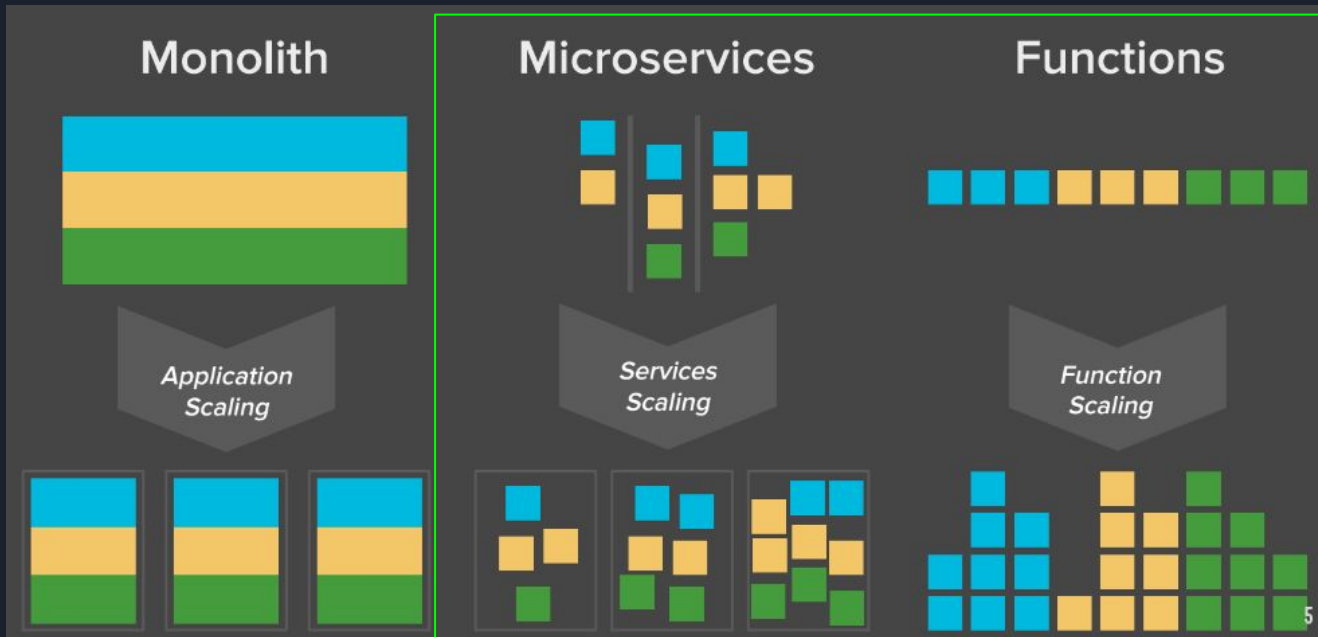 Monolith
Microservices
Functions
Application
Scaling
Services
Scaling
Function
Scaling
5